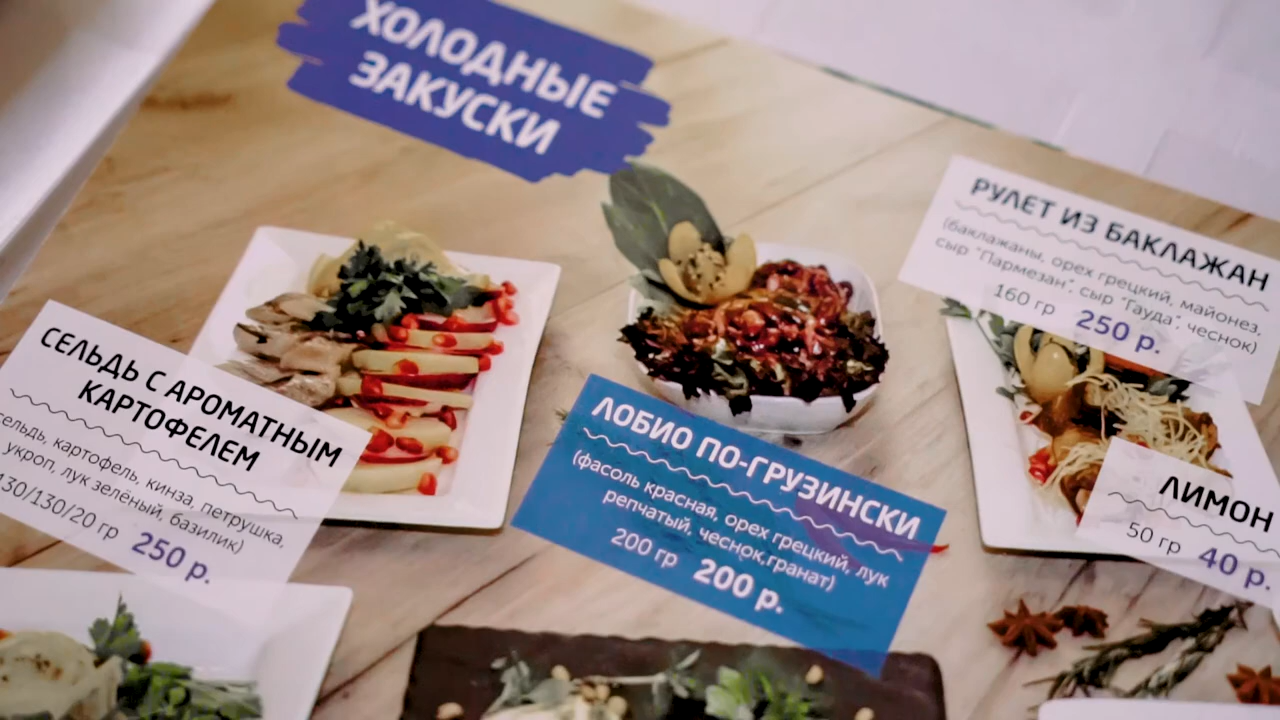 ХОЛОДНЫЕ
ЗАКУСКИ
СЕЛЬДЬ С АРОМАТНЫМ
КАРТОФЕЛЕМ
сельдь, картофель, кинза, петрушка,
укроп, лук зелёный, базилик)
130/130/20 гр 250 р.
ЛОБИО ПО-ГРУЗИНСКИ
(фасоль красная, орех грецкий, лук
репчатый, чеснок,гранат)
200 гр 200 р.
РУЛЕТ ИЗ БАКЛАЖАН
(баклажаны, орех грецкий, майонез,
сыр "Пармезан", сыр "Гауда", чеснок)
160 гр 250 р.
ЛИМОН
50 гр 40 р.